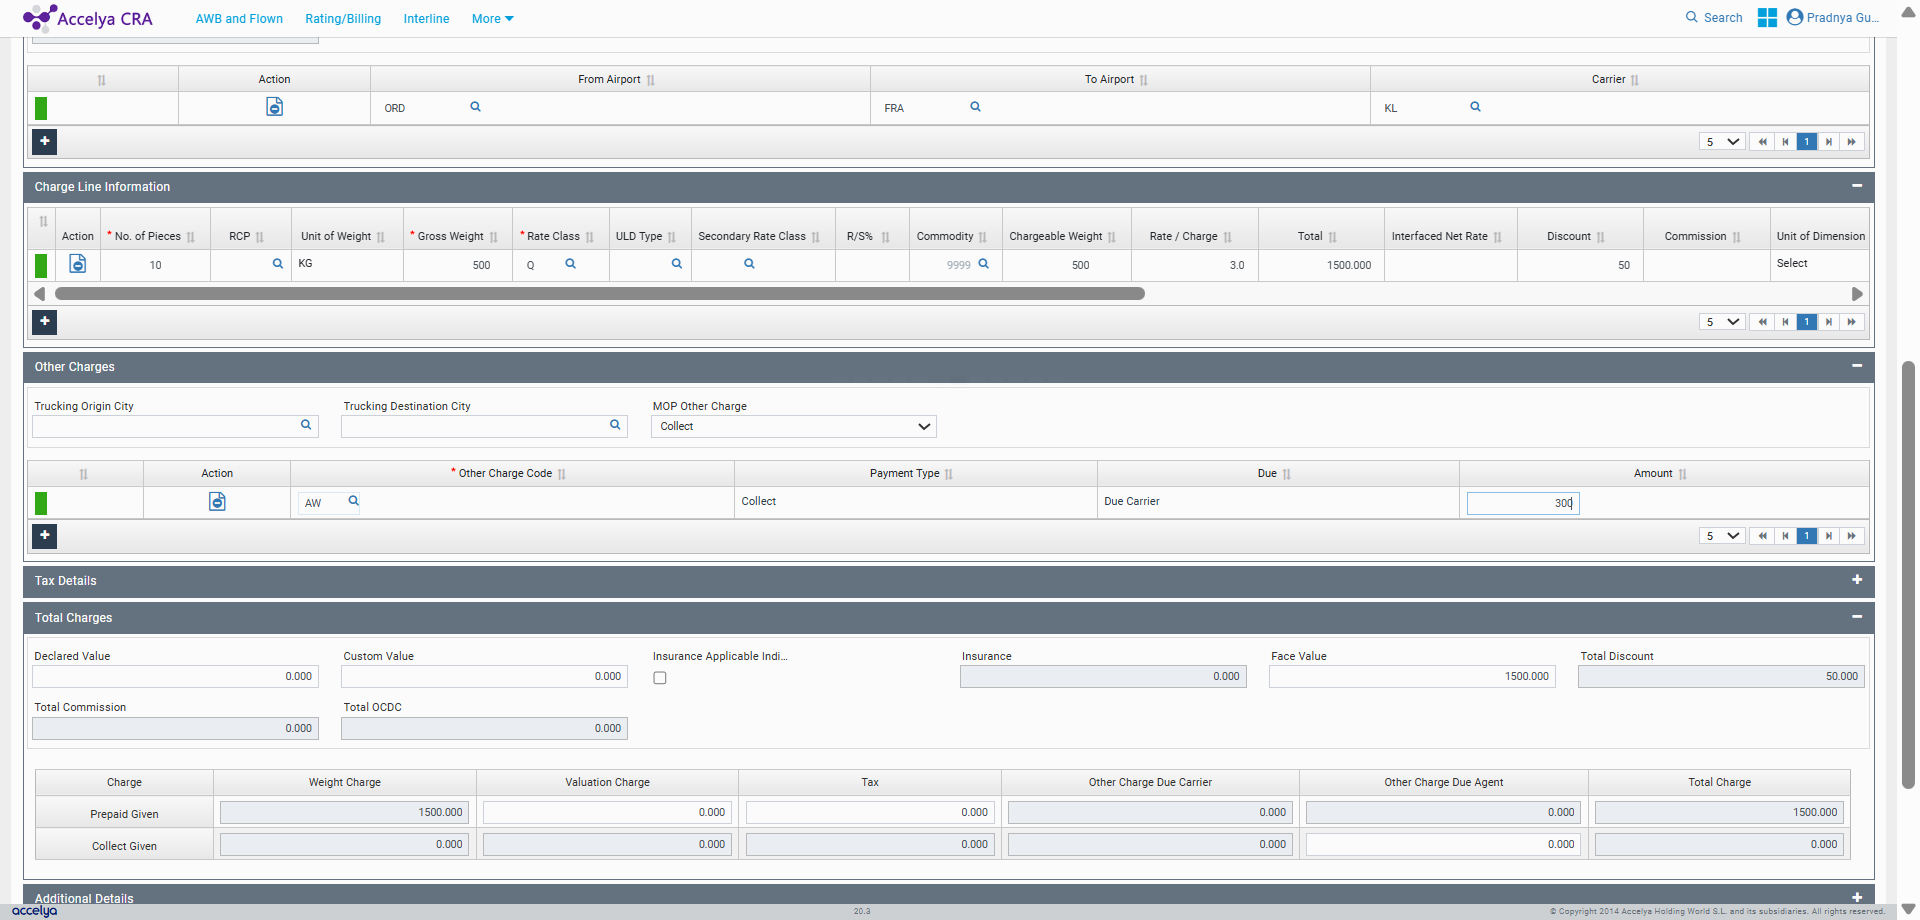 Accelya CRA
AWB and Flown Rating/Billing Interline More
Search Pradnya Gu...
Action From Airport To Airport Carrier
ORD FRA KL
+ 5 1
Charge Line Information
Action * No. of Pieces RCP Unit of Weight * Gross Weight * Rate Class ULD Type Secondary Rate Class R/S% Commodity Chargeable Weight Rate / Charge Total Interfaced Net Rate Discount Commission Unit of Dimension
10 KG 500 Q 9999 500 3.0 1500.000 50 Select
+ 5 1
Other Charges
Trucking Origin City Trucking Destination City MOP Other Charge
Collect
Action * Other Charge Code Payment Type Due Amount
AW Collect Due Carrier 300
+ 5 1
Tax Details
Total Charges
Declared Value Custom Value Insurance Applicable Indi... Insurance Face Value Total Discount
0.000 0.000 0.000 1500.000 50.000
Total Commission Total OCDC
0.000 0.000
Charge Weight Charge Valuation Charge Tax Other Charge Due Carrier Other Charge Due Agent Total Charge
Prepaid Given 1500.000 0.000 0.000 0.000 0.000 1500.000
Collect Given 0.000 0.000 0.000 0.000 0.000 0.000
Additional Details
accelya 20.3 © Copyright 2014 Accelya Holding World S.L. and its subsidiaries. All rights reserved.